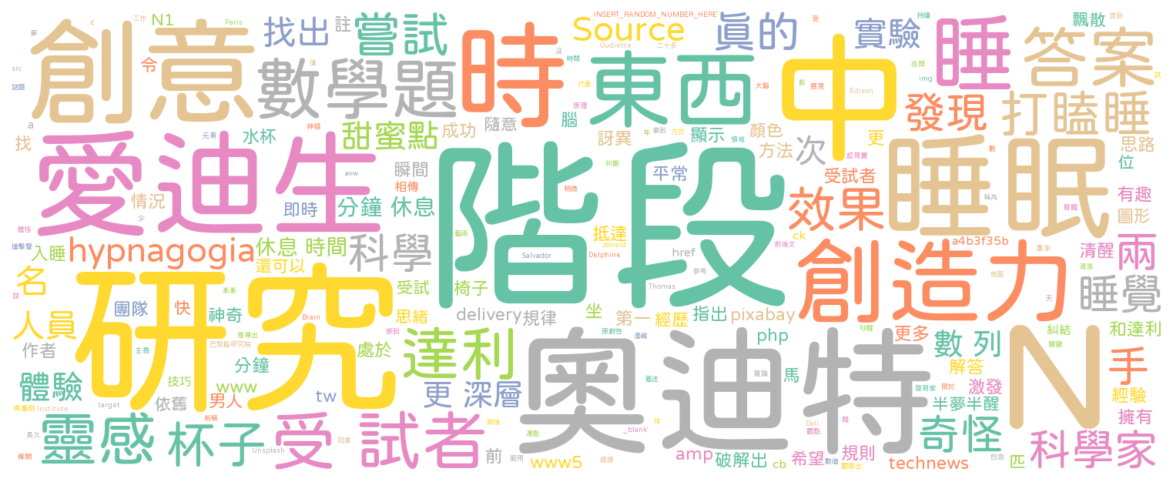 創意
找出
註
嘗試
時
Source
INSERT_RANDOM_NUMBER_HERE
真的
實驗
睡
飄散
答案
N1
Paris
工作
數學題
東西
中
發現
打瞌睡
令
src
a
找
水杯
甜蜜點
成功
隨意
腦
訝異
顯示
顏色
方法
次
更
思路
位
愛迪生
階段
瞬間
相傳
即時
分鐘
休息
情況
平常
受試者
效果
睡眠
有趣
圖形
入睡
hypnagogia
休息
時間
還可以
科學
抵達
Salvador
Delphine
href
Thomas
ck
a4b3f35b
創造力
清醒
兩
睡覺
名
人員
研究
團隊
快
神奇
Brain
受試
思緒
椅子
delivery
規律
坐
第一
經歷
指出
pixabay
更多
糾結
和達利
作者
處於
達利
奧迪特
php
數
列
解答
N
手
體驗
技巧
分鐘
www
tw
更
深層
馬
激發
半夢半醒
經驗
擁有
target
依舊
男人
靈感
杯子
受
試者
前
www5
_blank
amp
破解出
cb
希望
規則
technews
奇怪
匹
科學家
Unsplash
Institute
Oudiette
Edison
img
avw
Dali